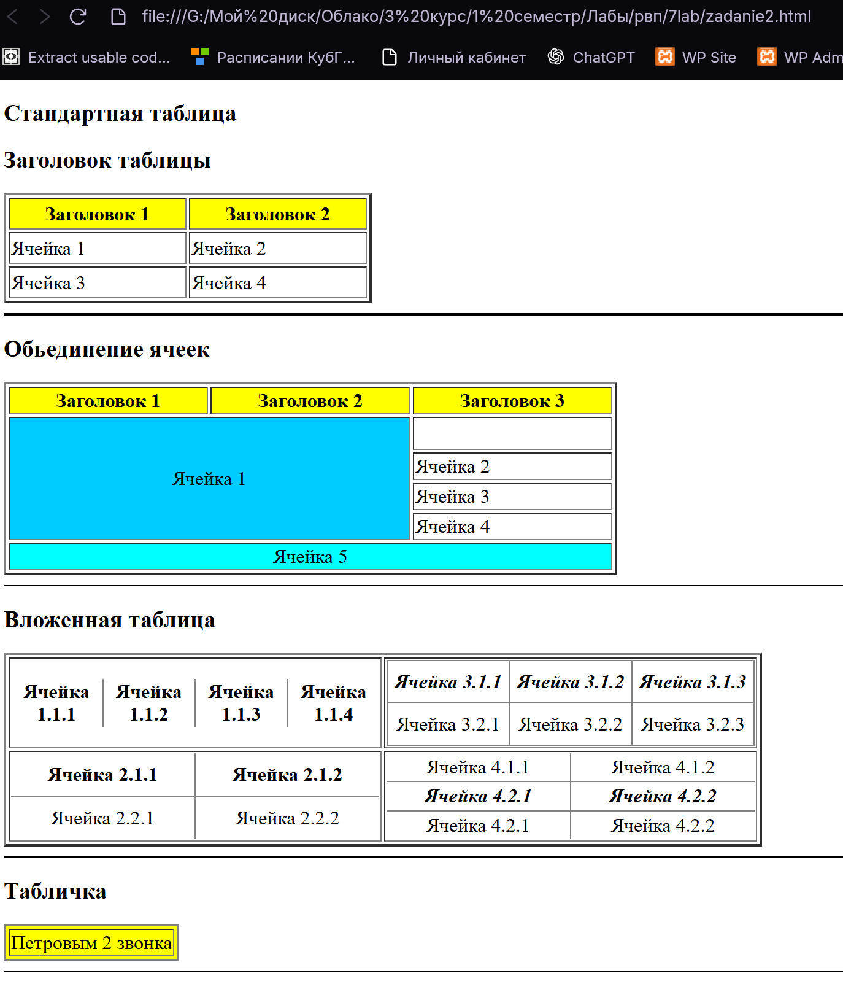 file:///G:/Мой%20диск/Облако/3%20курс/1%20семестр/Лабы/рвп/7lab/zadanie2.html
Extract usable cod... Расписании КубГ... Личный кабинет ChatGPT WP Site WP Adm
Стандартная таблица
Заголовок таблицы
Заголовок 1 Заголовок 2
Ячейка 1 Ячейка 2
Ячейка 3 Ячейка 4
Обьединение ячеек
Заголовок 1 Заголовок 2 Заголовок 3
Ячейка 1
Ячейка 2
Ячейка 3
Ячейка 4
Ячейка 5
Вложенная таблица
Ячейка 1.1.1 Ячейка 1.1.2 Ячейка 1.1.3 Ячейка 1.1.4
Ячейка 3.1.1 Ячейка 3.1.2 Ячейка 3.1.3
Ячейка 3.2.1 Ячейка 3.2.2 Ячейка 3.2.3
Ячейка 2.1.1 Ячейка 2.1.2
Ячейка 2.2.1 Ячейка 2.2.2
Ячейка 4.1.1 Ячейка 4.1.2
Ячейка 4.2.1 Ячейка 4.2.2
Ячейка 4.2.1 Ячейка 4.2.2
Табличка
Петровым 2 звонка